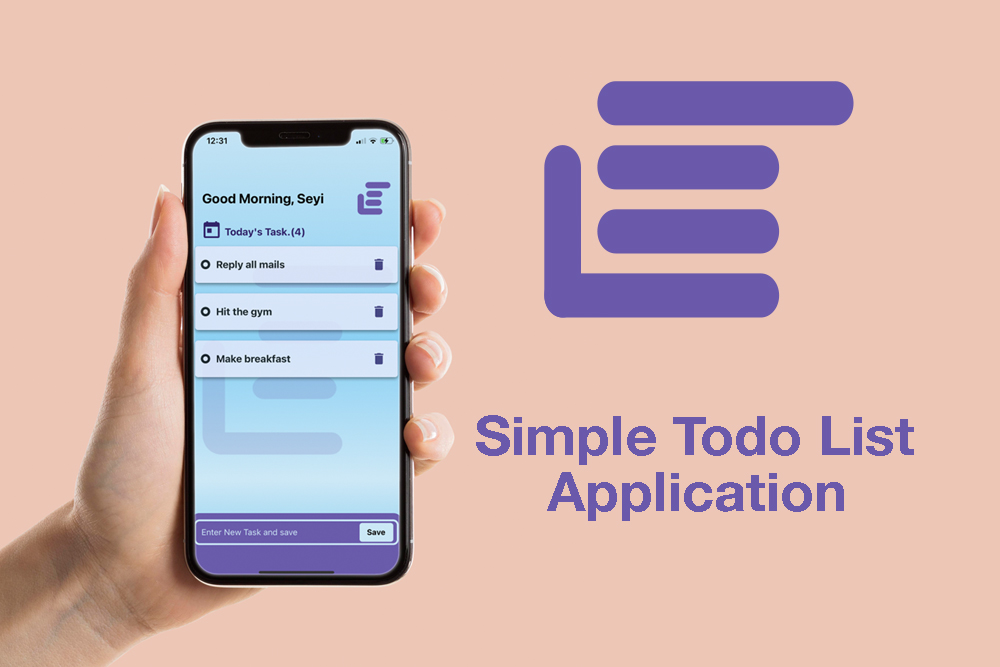 12:31
Good Morning, Seyi
Today's Task.(4)
Reply all mails
Hit the gym
Make breakfast
Enter New Task and save
Save
Simple Todo List
Application